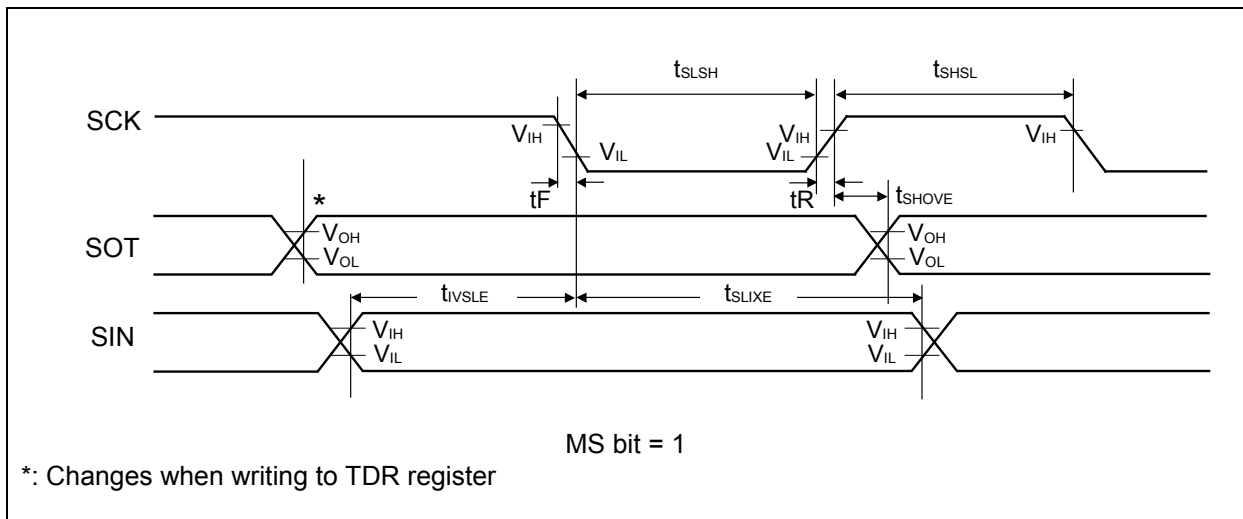 tSLSH tSHSL
SCK
VIH VIL VIL VIH VIH
tF tR tSHOVE
*
SOT
VOH VOH
VOL VOL
tIVSLE tSLIXE
SIN
VIH VIH
VIL VIL
MS bit = 1
*: Changes when writing to TDR register